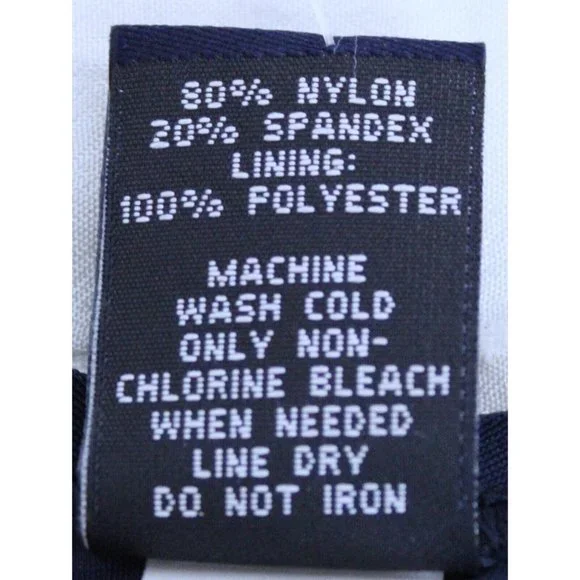 80% NYLON
20% SPANDEX
LINING:
100% POLYESTER
MACHINE
WASH COLD
ONLY NON-
CHLORINE BLEACH
WHEN NEEDED
LINE DRY
DO NOT IRON